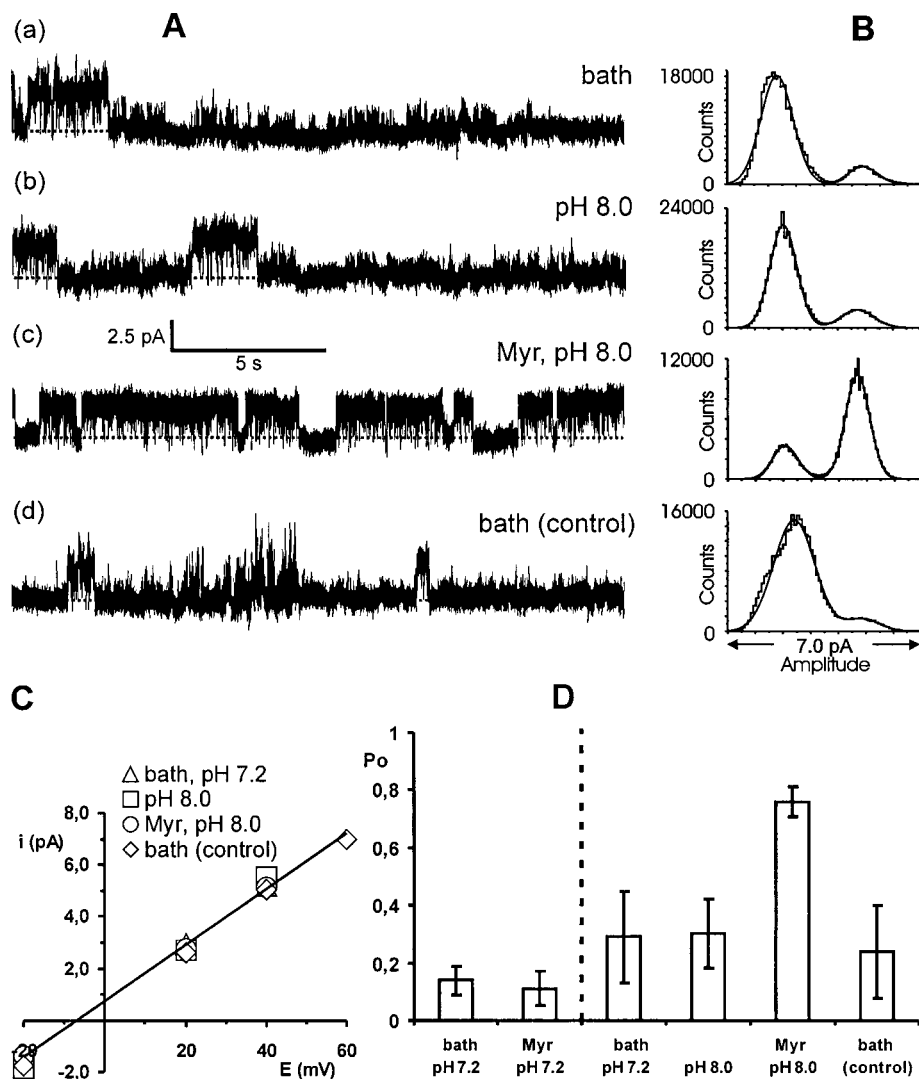 A
B
(a)
bath
18000
Counts
0
(b)
pH 8.0
24000
Counts
0
(c)
2.5 pA
5 s
Myr, pH 8.0
12000
Counts
0
(d)
bath (control)
16000
Counts
0
7.0 pA
Amplitude
C
D
bath, pH 7.2
pH 8.0
Myr, pH 8.0
bath (control)
i (pA)
8,0
6,0
4,0
2,0
-2.0
20
40
60
E (mV)
Po
1
0,8
0,6
0,4
0,2
0
bath pH 7.2
Myr pH 7.2
bath pH 7.2
pH 8.0
Myr pH 8.0
bath (control)